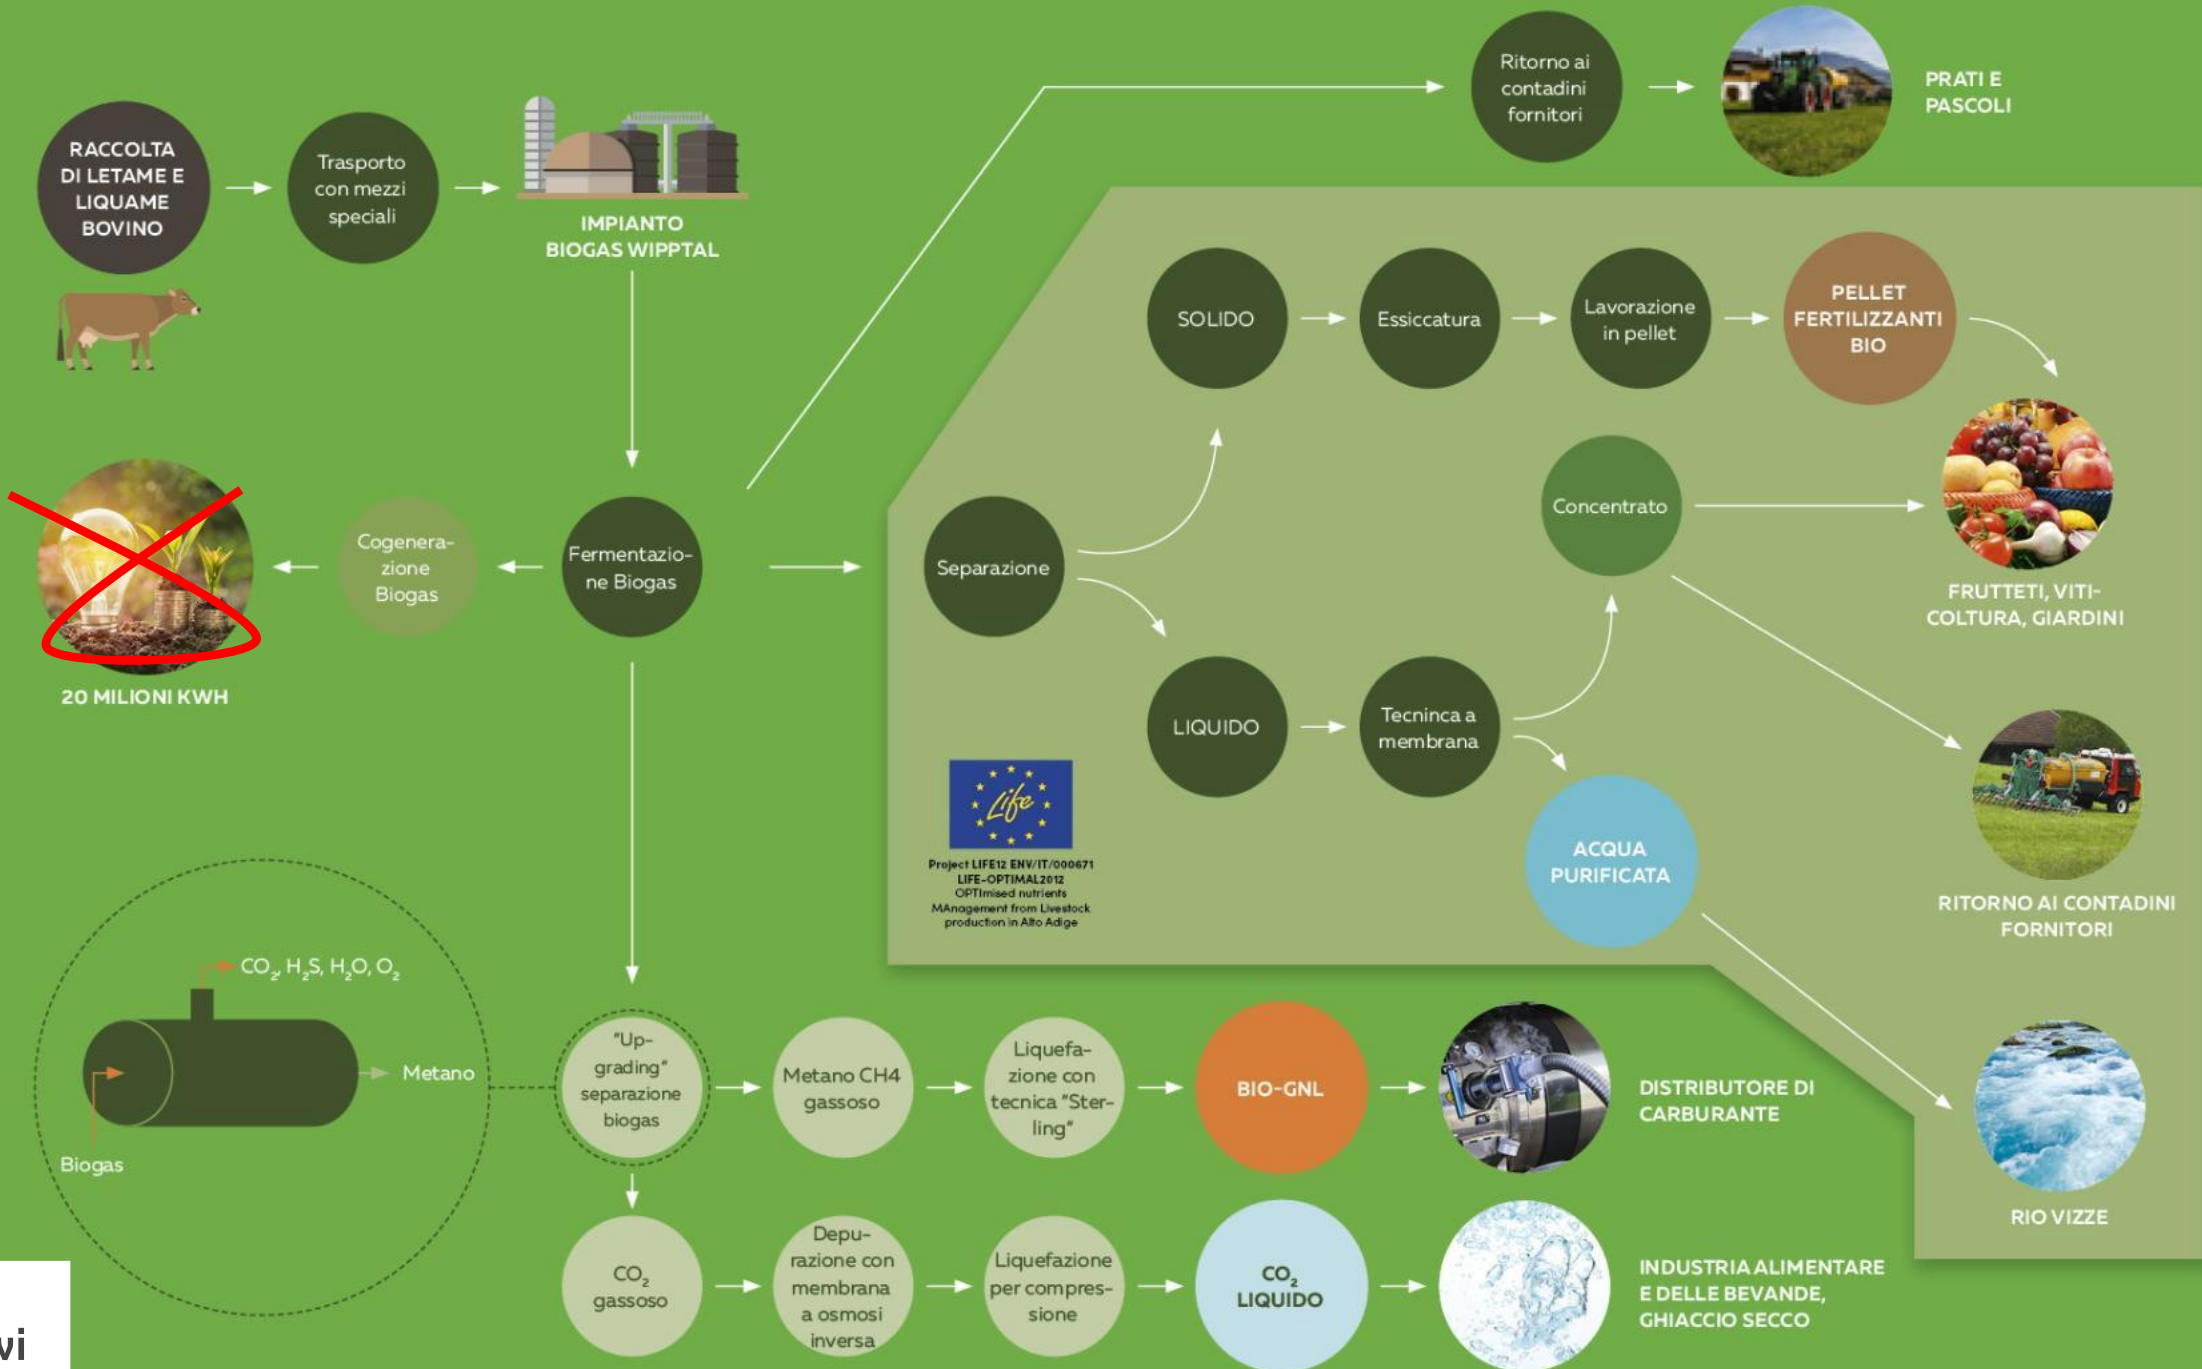 RACCOLTA
DI LETAME E
LIQUAME
BOVINO
Trasporto
con mezzi
speciali
IMPIANTO
BIOGAS WIPPTAL
Ritorno ai
contadini
fornitori
PRATI E
PASCOLI
SOLIDO
Essiccatura
Lavorazione
in pellet
PELLET
FERTILIZZANTI
BIO
20 MILIONI KWH
Cogenera-
zione
Biogas
Fermentazio-
ne Biogas
Separazione
Concentrato
FRUTTETI, VITI-
COLTURA, GIARDINI
LIQUIDO
Tecninca a
membrana
ACQUA
PURIFICATA
RITORNO AI CONTADINI
FORNITORI
RIO VIZZE
Life
Project LIFE12 ENV/IT/000671
LIFE-OPTIMAL2012
OPTImised nutrients
MAnagement from Livestock
production in Alto Adige
CO₂, H₂S, H₂O, O₂
Metano
Biogas
"Up-
grading"
separazione
biogas
Metano CH4
gassoso
Liquefa-
zione con
tecnica "Ster-
ling"
BIO-GNL
DISTRIBUTORE DI
CARBURANTE
CO₂
gassoso
Depu-
razione con
membrana
a osmosi
inversa
Liquefazione
per compres-
sione
CO₂
LIQUIDO
INDUSTRIA ALIMENTARE
E DELLE BEVANDE,
GHIACCIO SECCO
vi